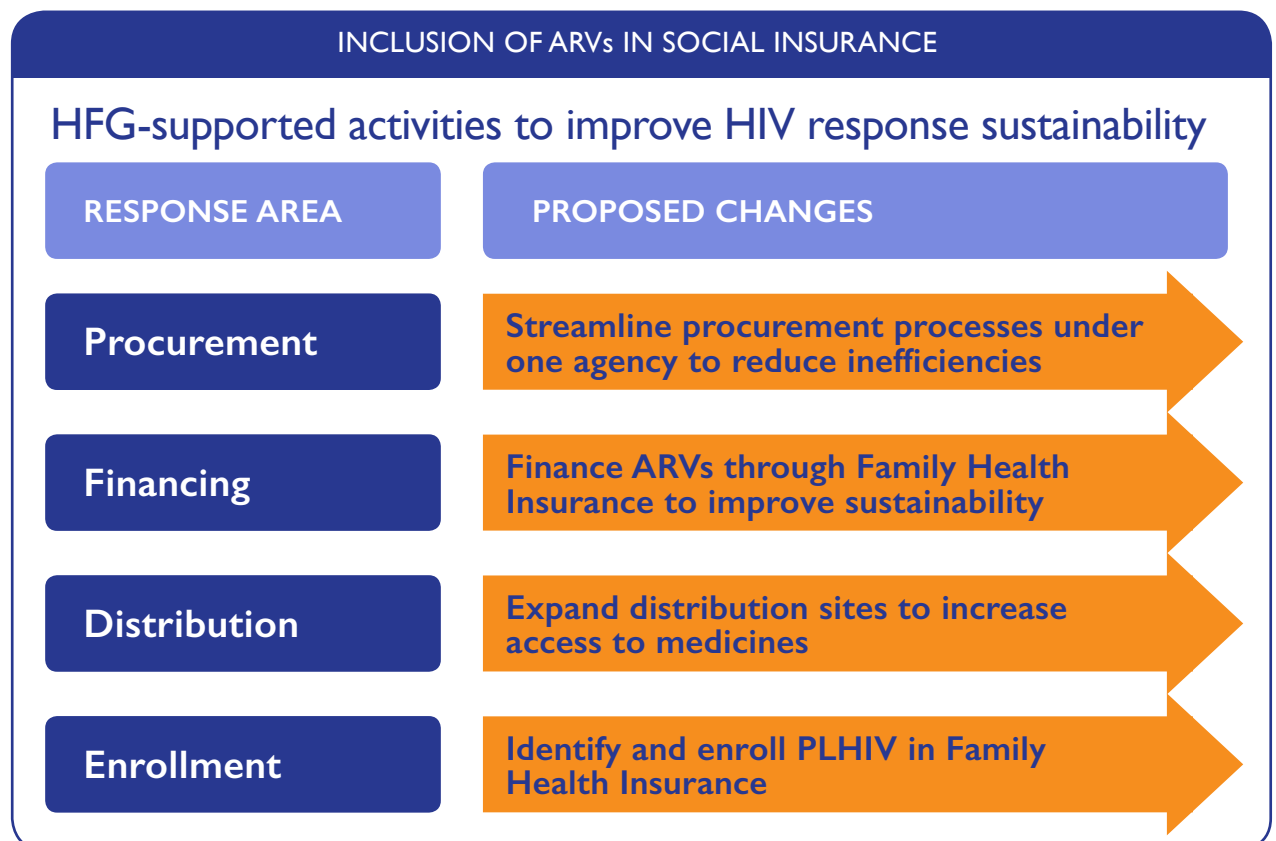 INCLUSION OF ARVs IN SOCIAL INSURANCE
HFG-supported activities to improve HIV response sustainability
RESPONSE AREA
PROPOSED CHANGES
Procurement
Streamline procurement processes under
one agency to reduce inefficiencies
Financing
Finance ARVs through Family Health
Insurance to improve sustainability
Distribution
Expand distribution sites to increase
access to medicines
Enrollment
Identify and enroll PLHIV in Family
Health Insurance